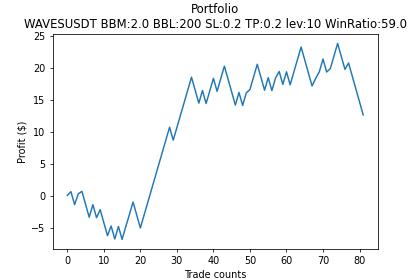 Portfolio
WAVESUSDT BBM:2.0 BBL:200 SL:0.2 TP:0.2 lev:10 WinRatio:59.0
25
20
15
10
5
0
−5
Profit ($)
0 10 20 30 40 50 60 70 80
Trade counts